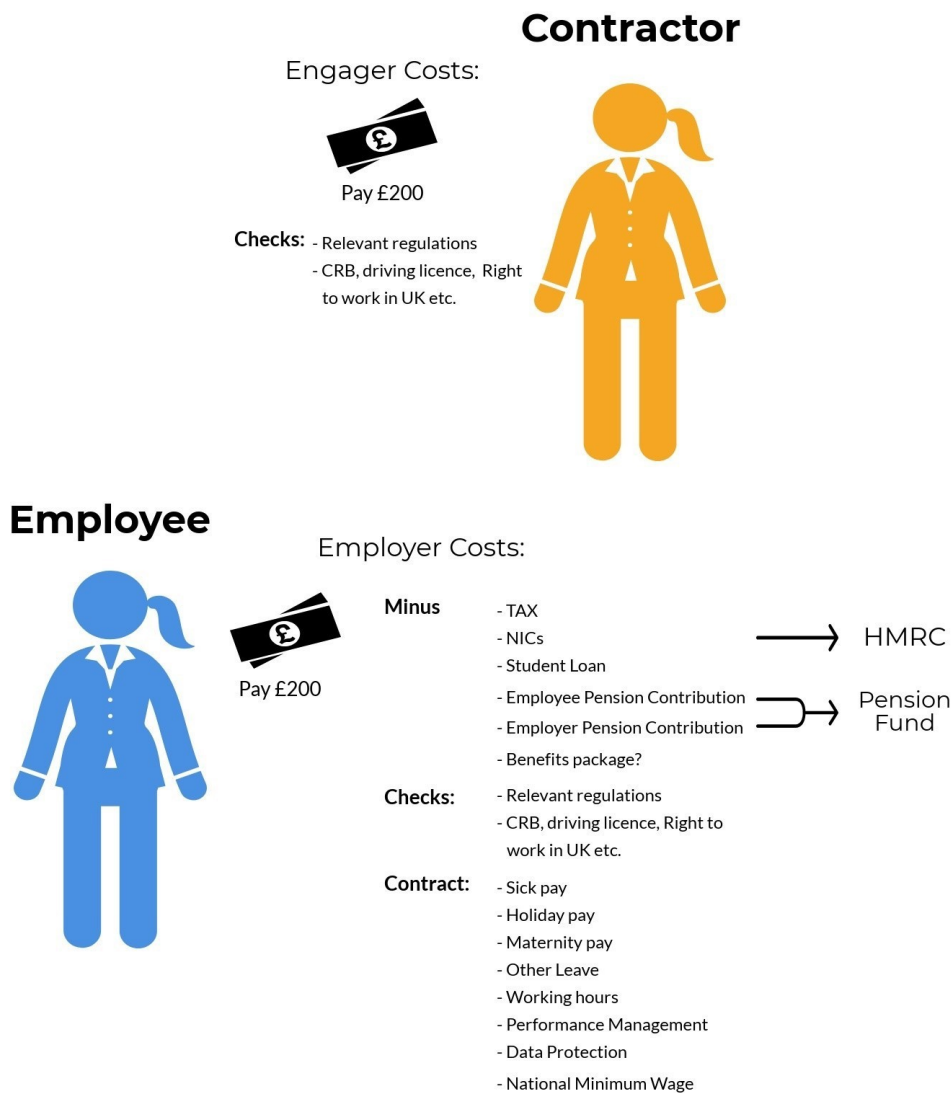 Contractor
Engager Costs:
£
Pay £200
Checks: - Relevant regulations
- CRB, driving licence, Right
to work in UK etc.
Employee
Employer Costs:
£
Pay £200
Minus
- TAX
- NICs
- Student Loan
- Employee Pension Contribution
- Employer Pension Contribution
- Benefits package?
HMRC
Pension
Fund
Checks:
- Relevant regulations
- CRB, driving licence, Right to
work in UK etc.
Contract:
- Sick pay
- Holiday pay
- Maternity pay
- Other Leave
- Working hours
- Performance Management
- Data Protection
- National Minimum Wage